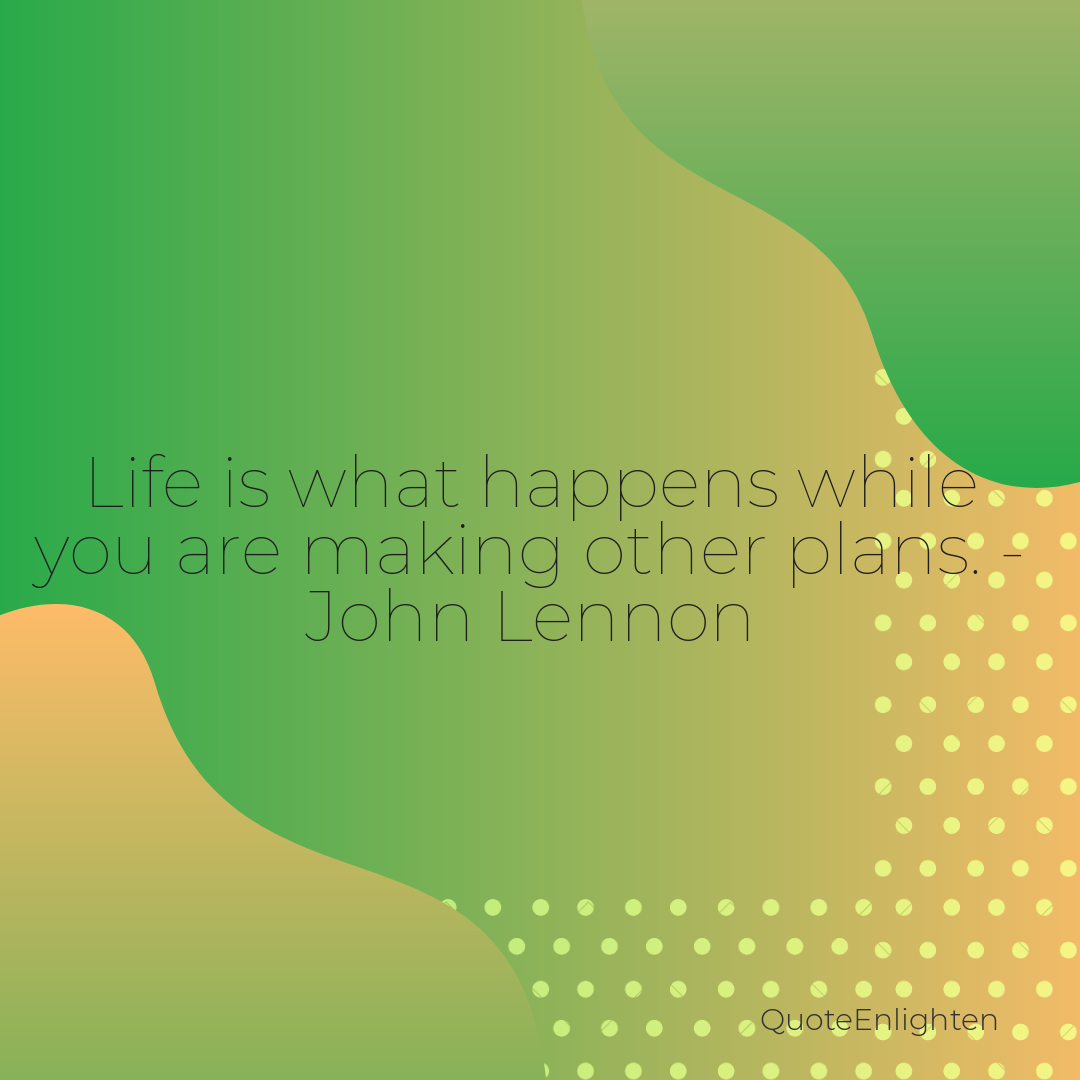 Life is what happens while
you are making other plans. -
John Lennon
QuoteEnlighten